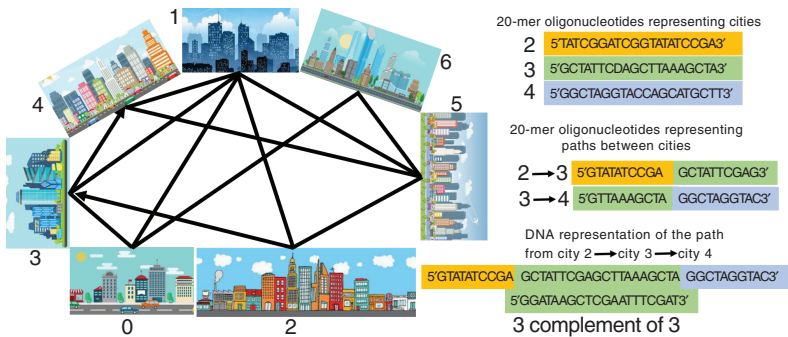 1
6
4
5
3
0
2
20-mer oligonucleotides representing cities
2 5′TATCGGATCGGTATATCCGA3′
3 5′GCTATTCDAGCTTAAAGCTA3′
4 5′GGCTAGGTACCAGCATGCTT3′
20-mer oligonucleotides representing
paths between cities
2→3 5′GTATATCCGA GCTATTCGAG3′
3→4 5′GTTAAAGCTA GGCTAGGTAC3′
DNA representation of the path
from city 2→city 3→city 4
5′GTATATCCGA GCTATTCGAGCTTAAAGCTA GGCTAGGTAC3′
5′GGATAAGCTCGAATTTCGAT3′
3 complement of 3